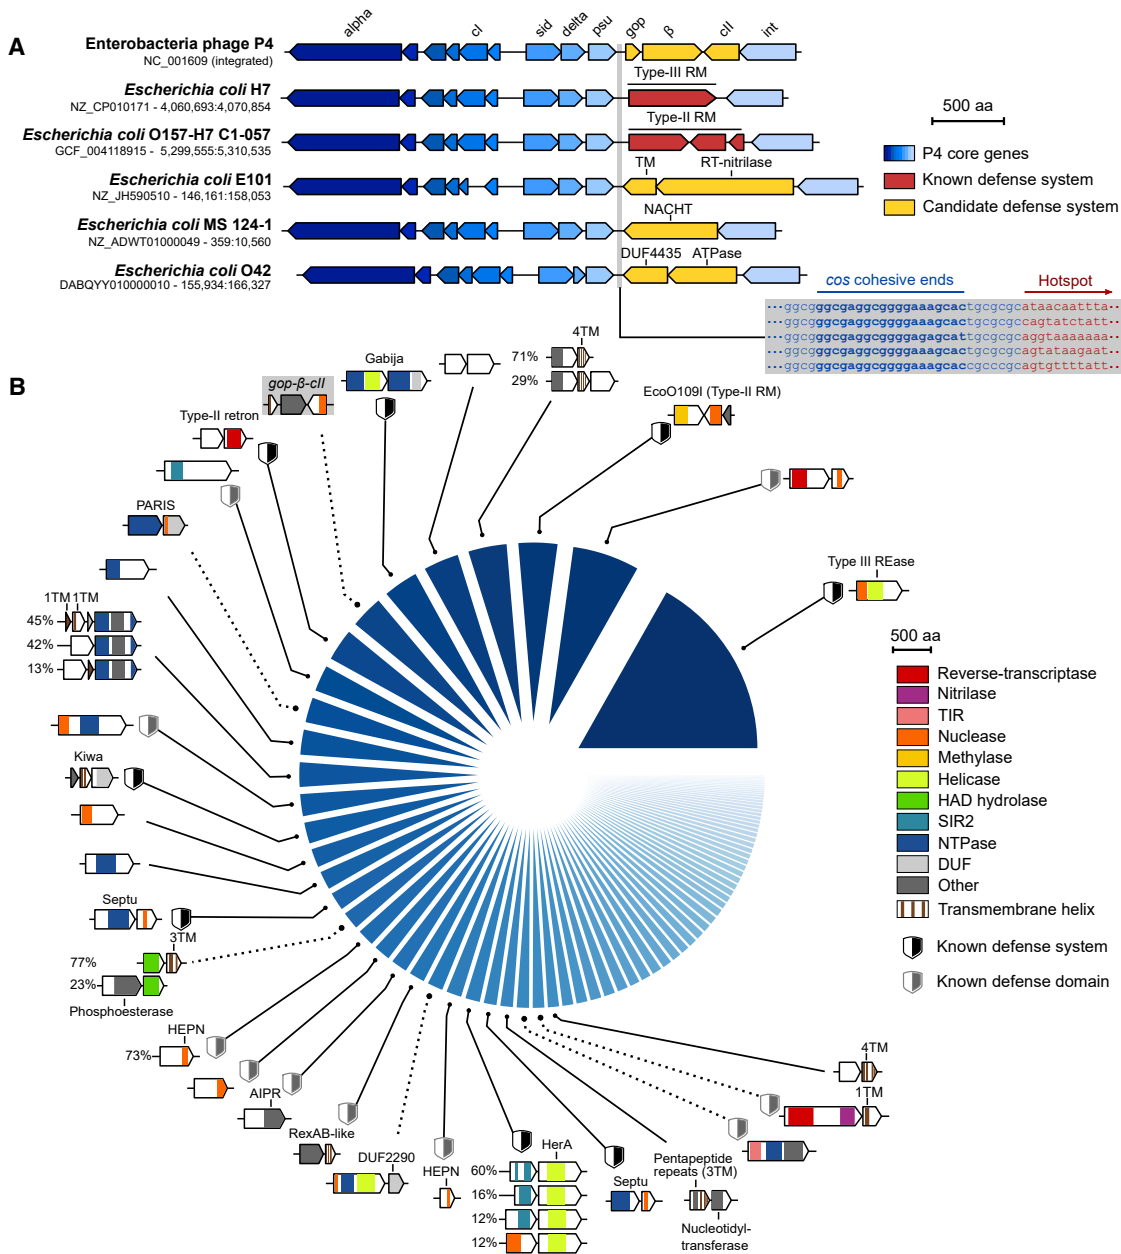 A
alpha
cI
sid
delta
psu
gop
β
cII
int
Enterobacteria phage P4
NC_001609 (integrated)
Type-III RM
Escherichia coli H7
NZ_CP010171 - 4,060,693:4,070,854
Type-II RM
Escherichia coli O157-H7 C1-057
GCF_004118915 - 5,299,555:5,310,535
TM
RT-nitrilase
Escherichia coli E101
NZ_JH590510 - 146,161:158,053
NACHT
Escherichia coli MS 124-1
NZ_ADWT01000049 - 359:10,560
DUF4435
ATPase
Escherichia coli O42
DABQYY010000010 - 155,934:166,327
500 aa
P4 core genes
Known defense system
Candidate defense system
cos cohesive ends
Hotspot
···ggcgggcgaggcggggaaagcactgcgcgcataacaattta··
···ggcgggcgaggcggggaaagcactgcgcgccagtatctatt··
···ggcgggcgaggcggggagagcattgcgcgcaggtaaaaaaa··
···ggcgggcgaggcggggaaagcactgcgcgcagtataagaat··
···ggcgggcgaggcggggaaagcaccgcccgcagtgttttatt··
B
4TM
71%
29%
Gabija
gop-β-cII
EcoO109I (Type-II RM)
Type-II retron
PARIS
Type III REase
1TM 1TM
45%
42%
13%
Kiwa
Septu
3TM
77%
23%
Phosphoesterase
HEPN
73%
AIPR
RexAB-like
DUF2290
HEPN
HerA
60%
16%
12%
12%
Septu
Pentapeptide
repeats (3TM)
Nucleotidyl-
transferase
4TM
1TM
500 aa
Reverse-transcriptase
Nitrilase
TIR
Nuclease
Methylase
Helicase
HAD hydrolase
SIR2
NTPase
DUF
Other
Transmembrane helix
Known defense system
Known defense domain